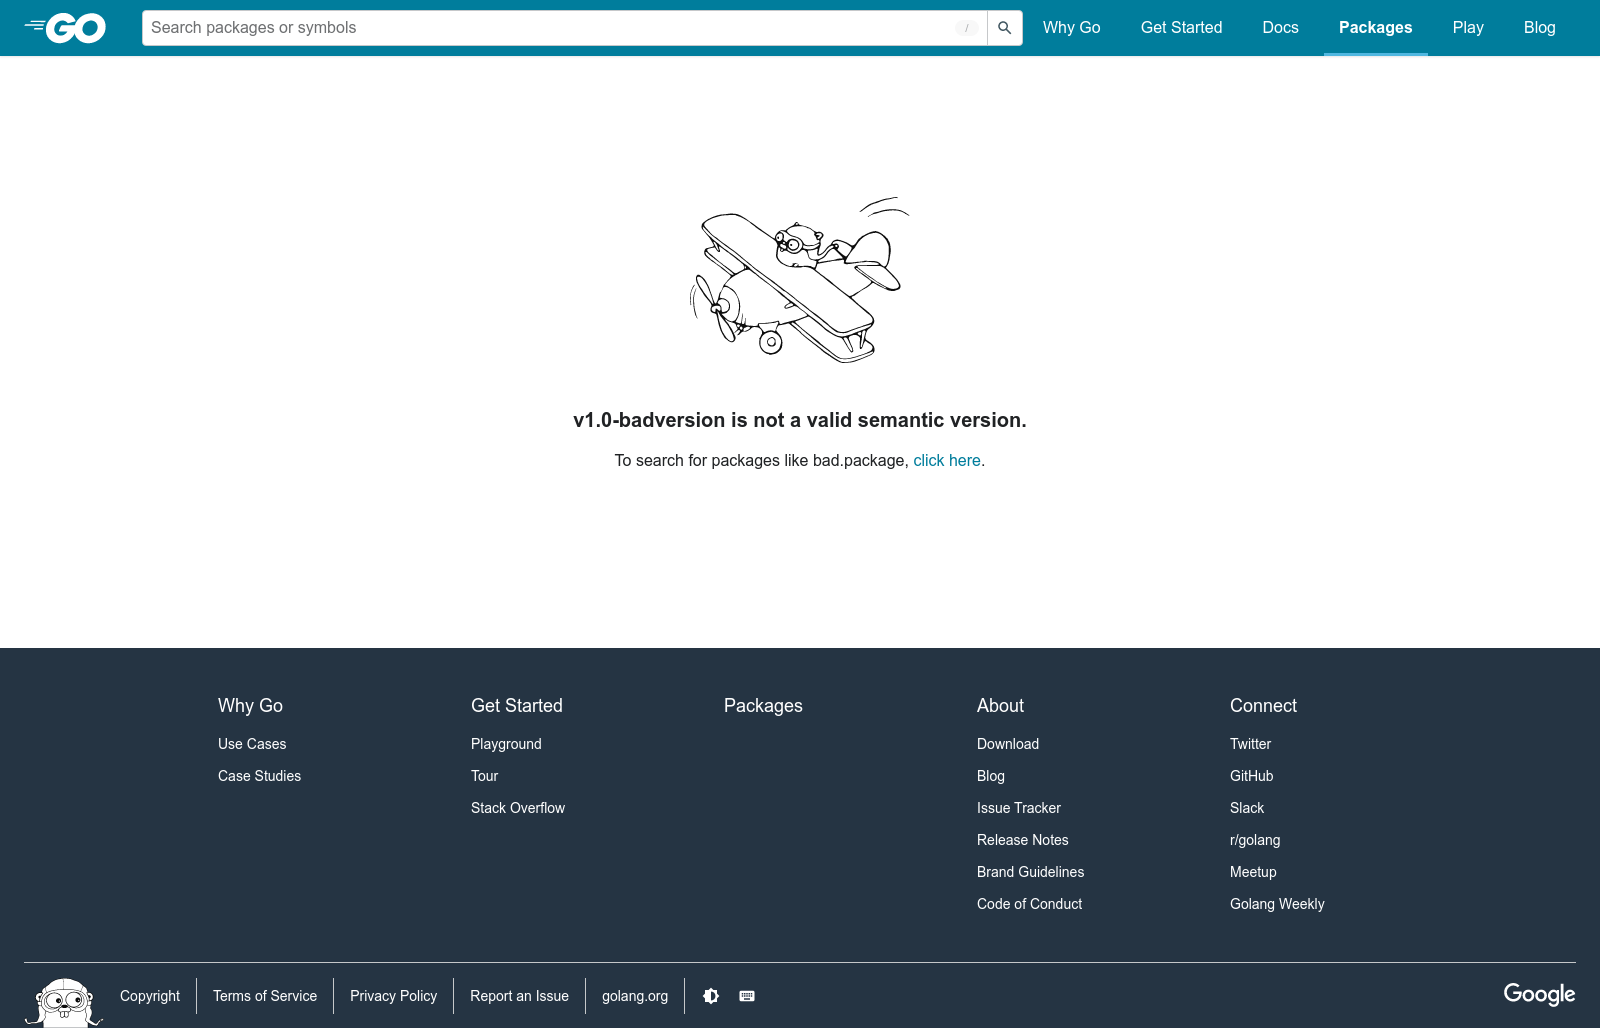 GO
Search packages or symbols
/
Why Go
Get Started
Docs
Packages
Play
Blog
v1.0-badversion is not a valid semantic version.
To search for packages like bad.package, click here.
Why Go
Use Cases
Case Studies
Get Started
Playground
Tour
Stack Overflow
Packages
About
Download
Blog
Issue Tracker
Release Notes
Brand Guidelines
Code of Conduct
Connect
Twitter
GitHub
Slack
r/golang
Meetup
Golang Weekly
Copyright
Terms of Service
Privacy Policy
Report an Issue
golang.org
Google